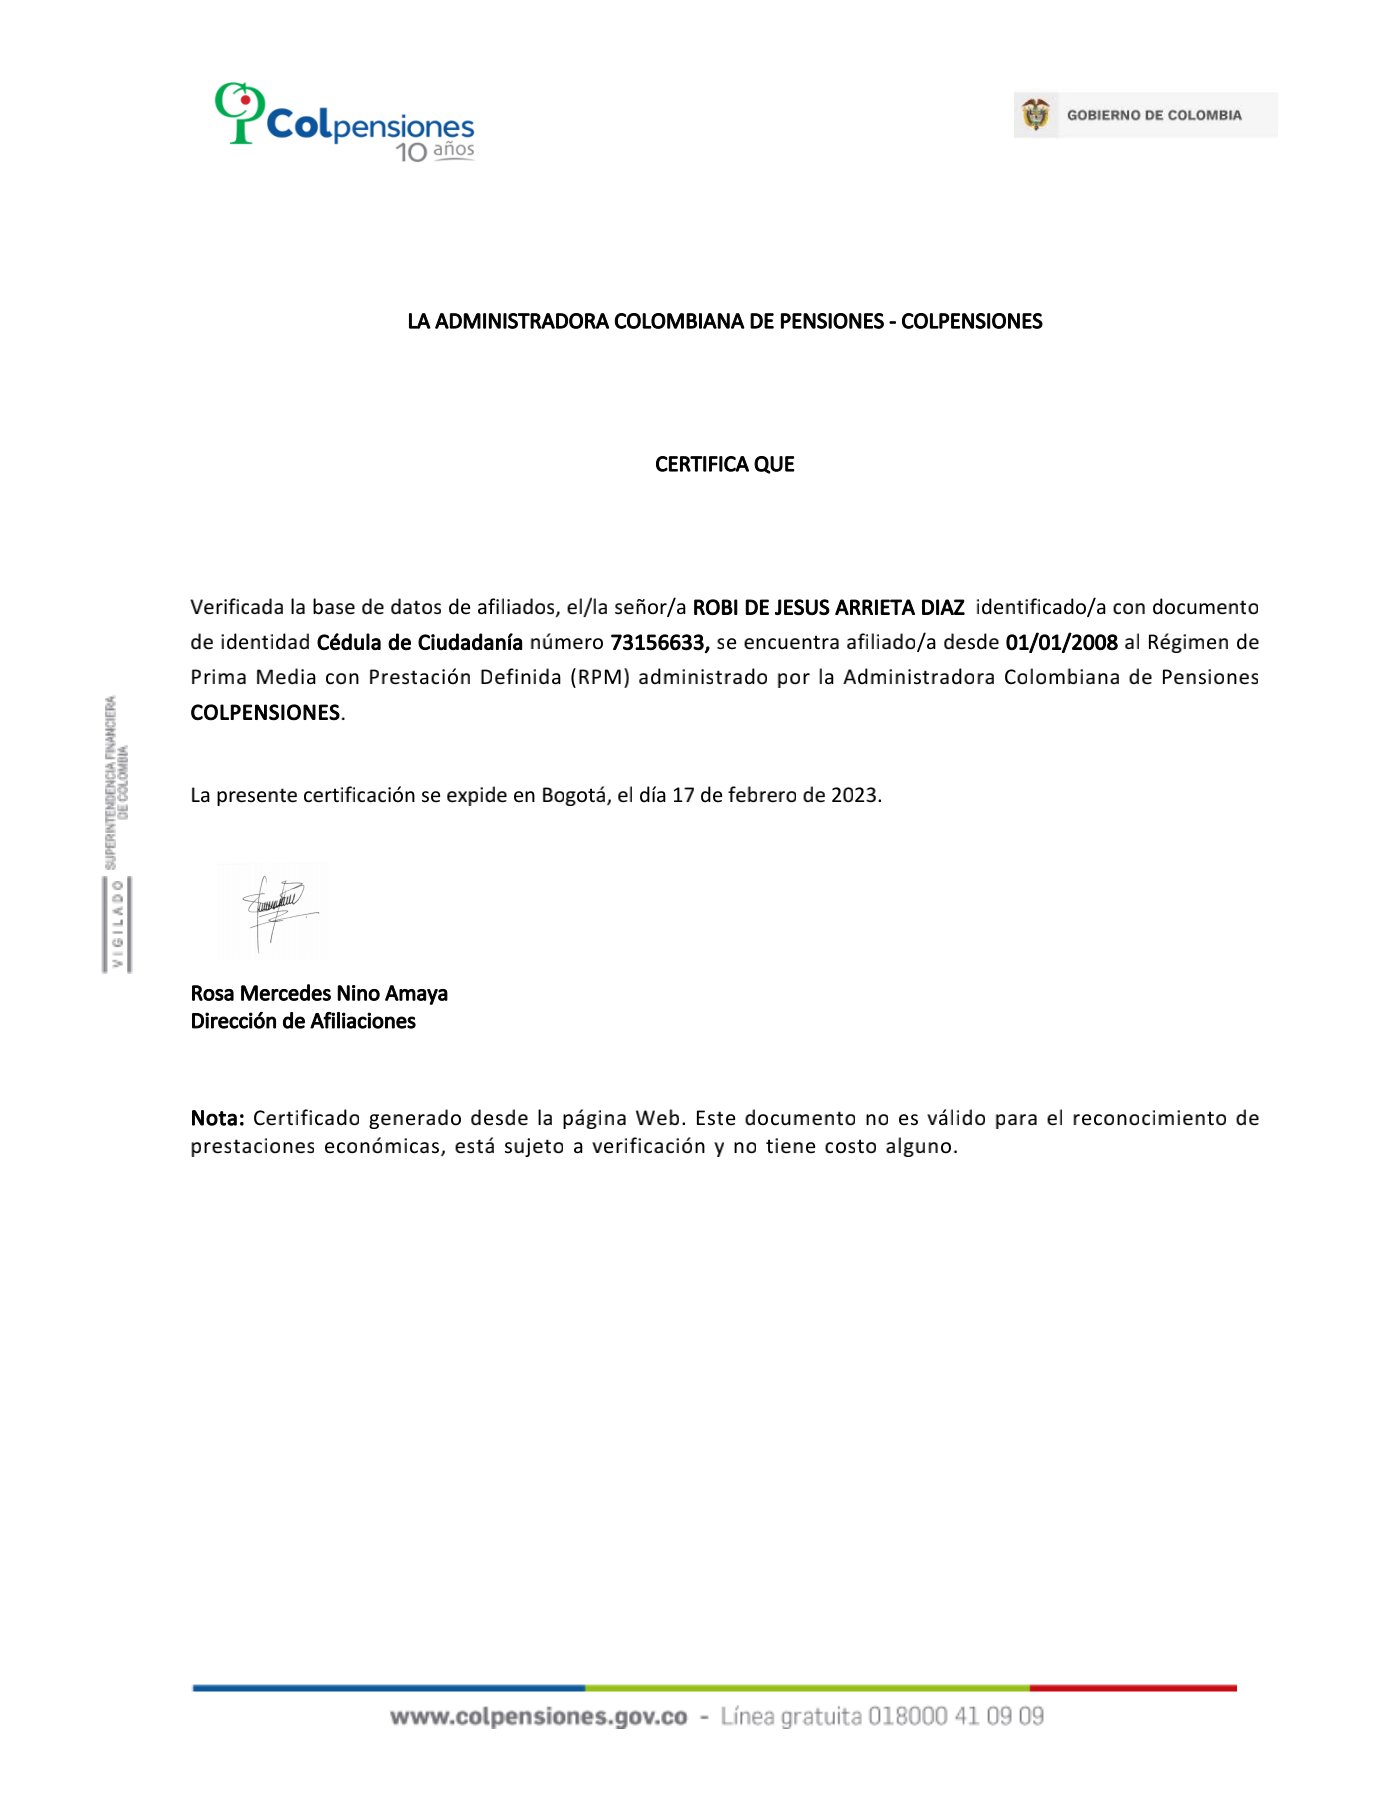 Colpensiones
10 años
GOBIERNO DE COLOMBIA
LA ADMINISTRADORA COLOMBIANA DE PENSIONES - COLPENSIONES
CERTIFICA QUE
Verificada la base de datos de afiliados, el/la señor/a ROBI DE JESUS ARRIETA DIAZ identificado/a con documento
de identidad Cédula de Ciudadanía número 73156633, se encuentra afiliado/a desde 01/01/2008 al Régimen de
Prima Media con Prestación Definida (RPM) administrado por la Administradora Colombiana de Pensiones
COLPENSIONES.
La presente certificación se expide en Bogotá, el día 17 de febrero de 2023.
Rosa Mercedes Nino Amaya
Dirección de Afiliaciones
Nota: Certificado generado desde la página Web. Este documento no es válido para el reconocimiento de
prestaciones económicas, está sujeto a verificación y no tiene costo alguno.
VIGILADO
SUPERINTENDENCIA FINANCIERA
DE COLOMBIA
www.colpensiones.gov.co - Línea gratuita 018000 41 09 09